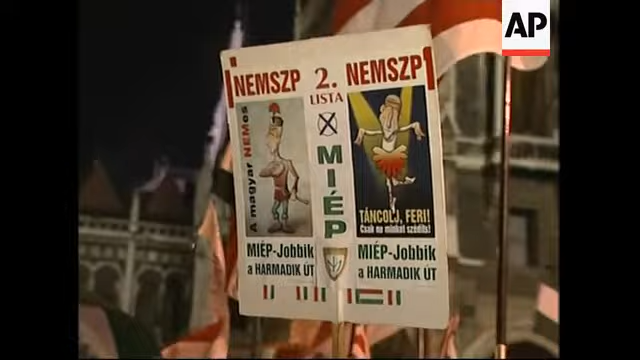 AP
NEMSZP
2.
LISTA
NEMSZP
A magyar NEMes
MIÉP
TÁNCOLJ, FERI!
Csak ne minket szédíts!
MIÉP-Jobbik
a HARMADIK ÚT
MIÉP-Jobbik
a HARMADIK ÚT